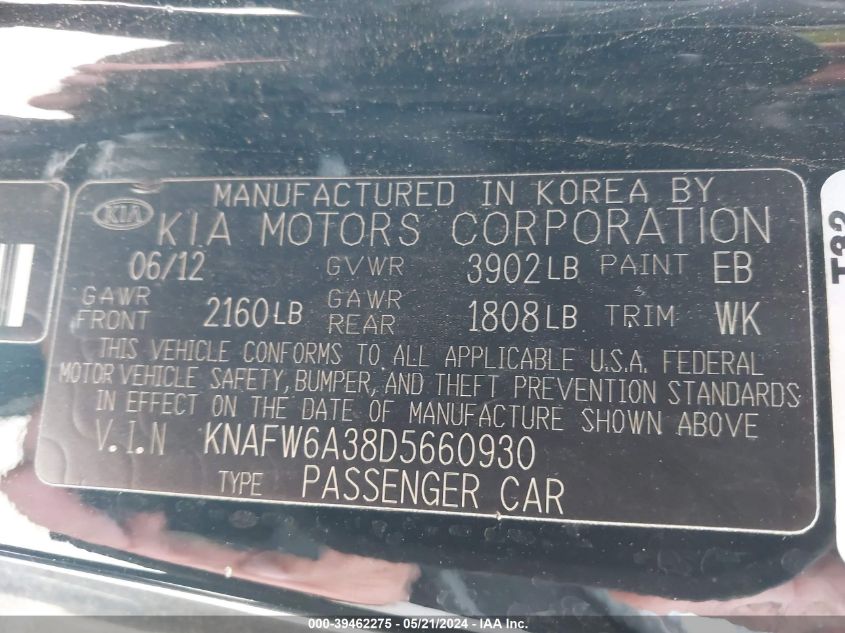 MANUFACTURED IN KOREA BY
KIA
KIA MOTORS CORPORATION
06/12 GVWR 3902LB PAINT EB
GAWR FRONT 2160LB GAWR REAR 1808LB TRIM WK
THIS VEHICLE CONFORMS TO ALL APPLICABLE U.S.A. FEDERAL
MOTOR VEHICLE SAFETY, BUMPER, AND THEFT PREVENTION STANDARDS
IN EFFECT ON THE DATE OF MANUFACTURE SHOWN ABOVE
V.I.N KNAFW6A38D5660930
TYPE PASSENGER CAR
000-39462275 - 05/21/2024 - IAA Inc.